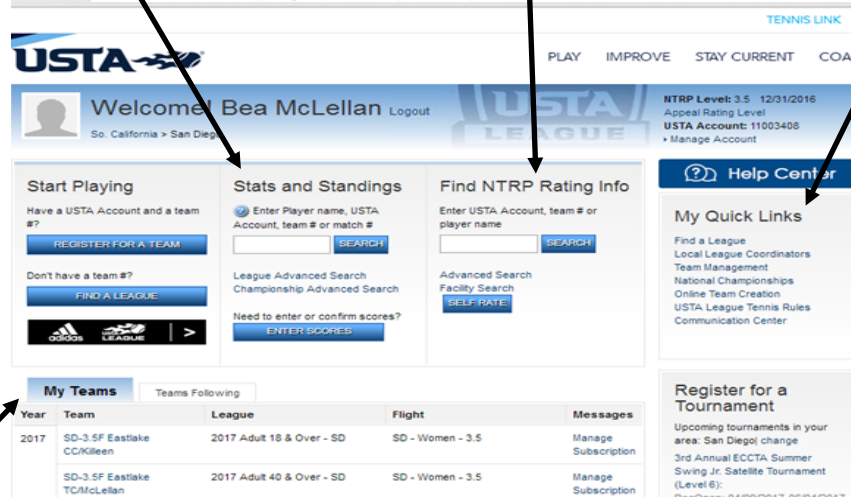 TENNIS LINK
USTA
PLAY IMPROVE STAY CURRENT COA
Welcome! Bea McLellan Logout
So. California > San Diego
USTA
LEAGUE
NTRP Level: 3.5 12/31/2016
Appeal Rating Level
USTA Account: 11003408
Manage Account
Help Center
Start Playing
Have a USTA Account and a team
#?
REGISTER FOR A TEAM
Don't have a team #?
FIND A LEAGUE
adidas LEAGUE | >
Stats and Standings
Enter Player name, USTA
Account, team # or match #
SEARCH
League Advanced Search
Championship Advanced Search
Need to enter or confirm scores?
ENTER SCORES
Find NTRP Rating Info
Enter USTA Account, team # or
player name
SEARCH
Advanced Search
Facility Search
SELF RATE
My Quick Links
Find a League
Local League Coordinators
Team Management
National Championships
Online Team Creation
USTA League Tennis Rules
Communication Center
My Teams Teams Following
Year Team League Flight Messages
2017 SD-3.5F Eastlake CC/Killeen 2017 Adult 18 & Over - SD SD - Women - 3.5 Manage Subscription
SD-3.5F Eastlake TC/McLellan 2017 Adult 40 & Over - SD SD - Women - 3.5 Manage Subscription
Register for a
Tournament
Upcoming tournaments in your
area: San Diego| change
3rd Annual ECCTA Summer
Swing Jr. Satellite Tournament
(Level 6):